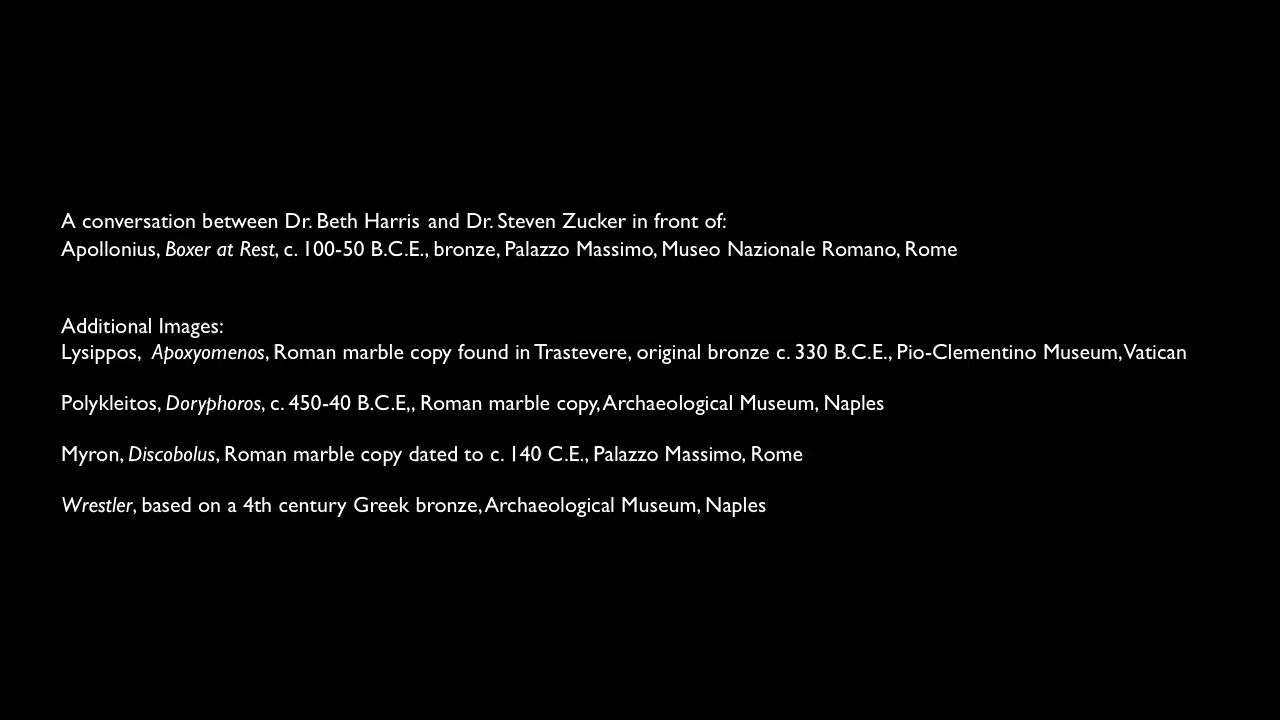 A conversation between Dr. Beth Harris and Dr. Steven Zucker in front of:
Apollonius, Boxer at Rest, c. 100-50 B.C.E., bronze, Palazzo Massimo, Museo Nazionale Romano, Rome
Additional Images:
Lysippos, Apoxyomenos, Roman marble copy found in Trastevere, original bronze c. 330 B.C.E., Pio-Clementino Museum, Vatican
Polykleitos, Doryphoros, c. 450-40 B.C.E,, Roman marble copy, Archaeological Museum, Naples
Myron, Discobolus, Roman marble copy dated to c. 140 C.E., Palazzo Massimo, Rome
Wrestler, based on a 4th century Greek bronze, Archaeological Museum, Naples